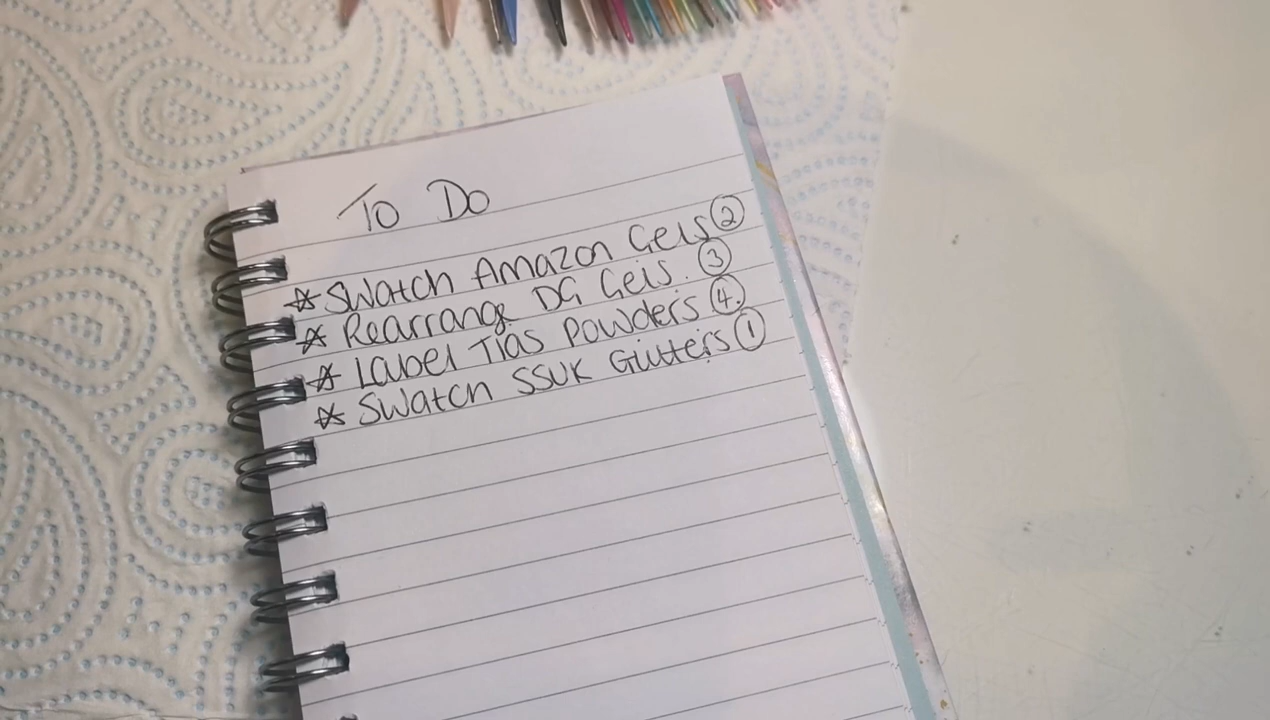 To Do
☆ Swatch Amazon Gels ②
☆ Rearrange DG Gels. ③
☆ Label Tias Powders ④.
☆ Swatch SSUK Glitters ①